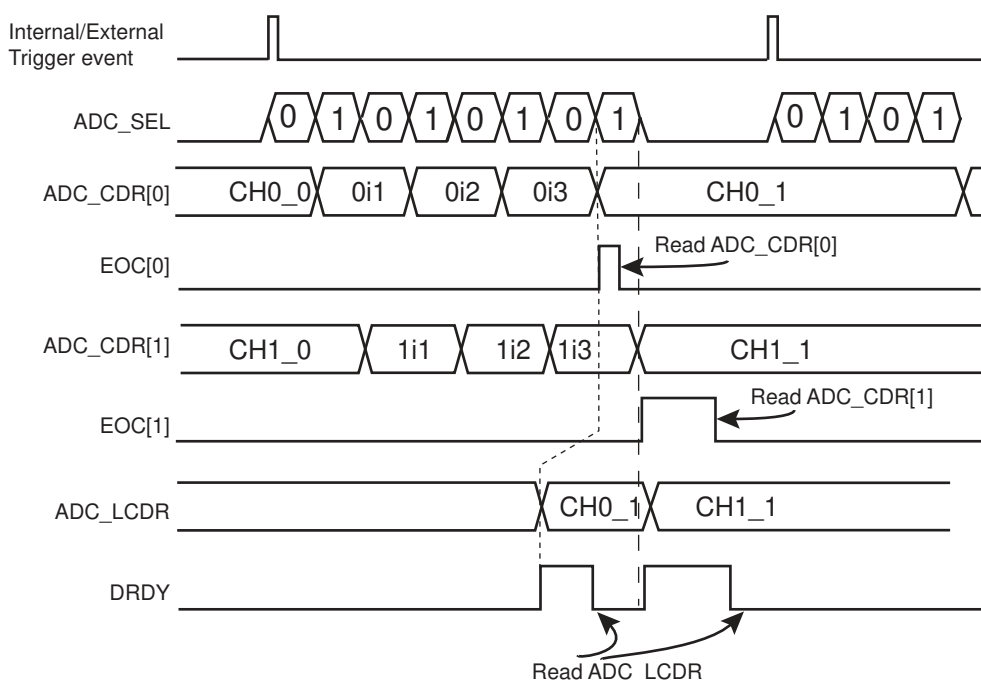 Internal/External
Trigger event
ADC_SEL 0 1 0 1 0 1 0 1 0 1 0 1
ADC_CDR[0] CH0_0 0i1 0i2 0i3 CH0_1
EOC[0] Read ADC_CDR[0]
ADC_CDR[1] CH1_0 1i1 1i2 1i3 CH1_1
EOC[1] Read ADC_CDR[1]
ADC_LCDR CH0_1 CH1_1
DRDY
Read ADC_LCDR